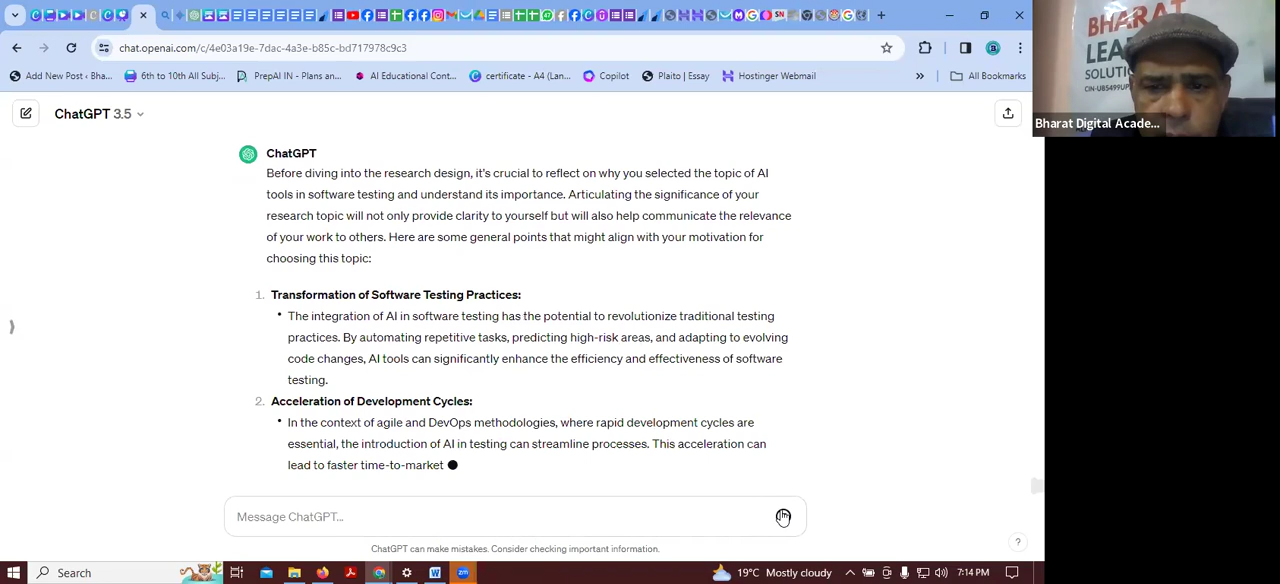 chat.openai.com/c/4e03a19e-7dac-4a3e-b85c-bd717978c9c3
Add New Post ‹ Bha...
6th to 10th All Subj...
PrepAI IN - Plans an...
AI Educational Cont...
certificate - A4 (Lan...
Copilot
Plaito | Essay
Hostinger Webmail
»
All Bookmarks
ChatGPT 3.5
ChatGPT
Before diving into the research design, it's crucial to reflect on why you selected the topic of AI
tools in software testing and understand its importance. Articulating the significance of your
research topic will not only provide clarity to yourself but will also help communicate the relevance
of your work to others. Here are some general points that might align with your motivation for
choosing this topic:
1. Transformation of Software Testing Practices:
• The integration of AI in software testing has the potential to revolutionize traditional testing
practices. By automating repetitive tasks, predicting high-risk areas, and adapting to evolving
code changes, AI tools can significantly enhance the efficiency and effectiveness of software
testing.
2. Acceleration of Development Cycles:
• In the context of agile and DevOps methodologies, where rapid development cycles are
essential, the introduction of AI in testing can streamline processes. This acceleration can
lead to faster time-to-market
Message ChatGPT...
ChatGPT can make mistakes. Consider checking important information.
?
Search
19°C Mostly cloudy
7:14 PM
BHARAT
LEA
SOLUTI
CIN-U85499UP
Bharat Digital Acade...